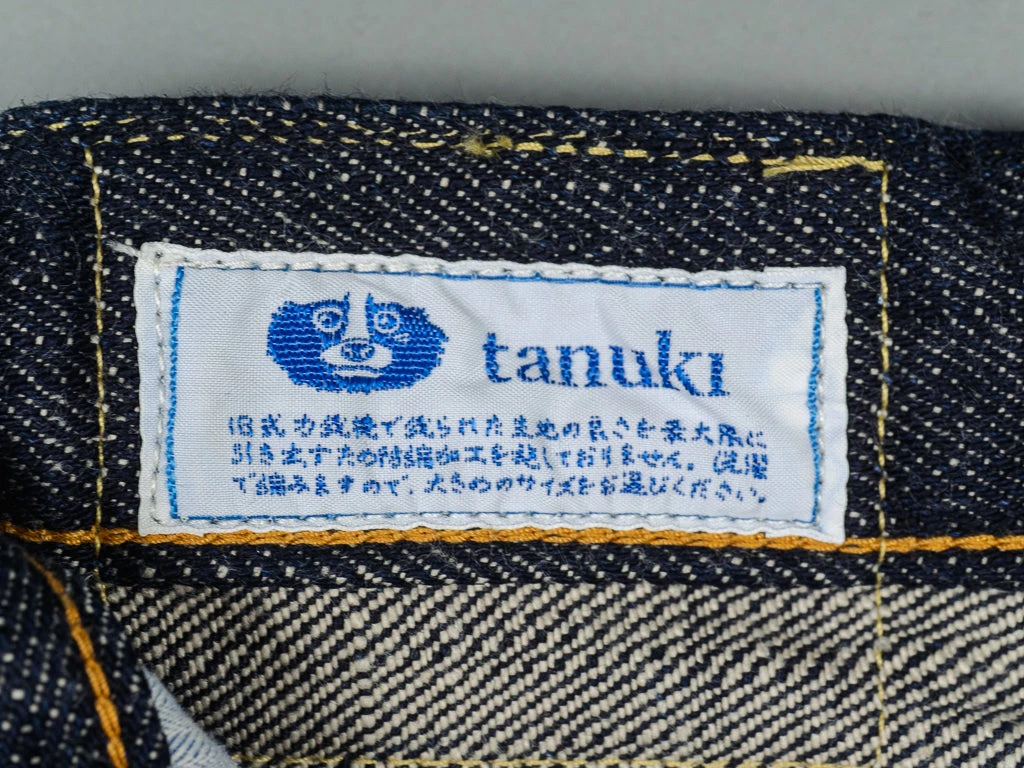 tanuki
旧式力織機で織られた生地の良さを最大限に
引き出すため防縮加工を施しておりません。洗濯
で縮みますので、大きめのサイズをお選びください。